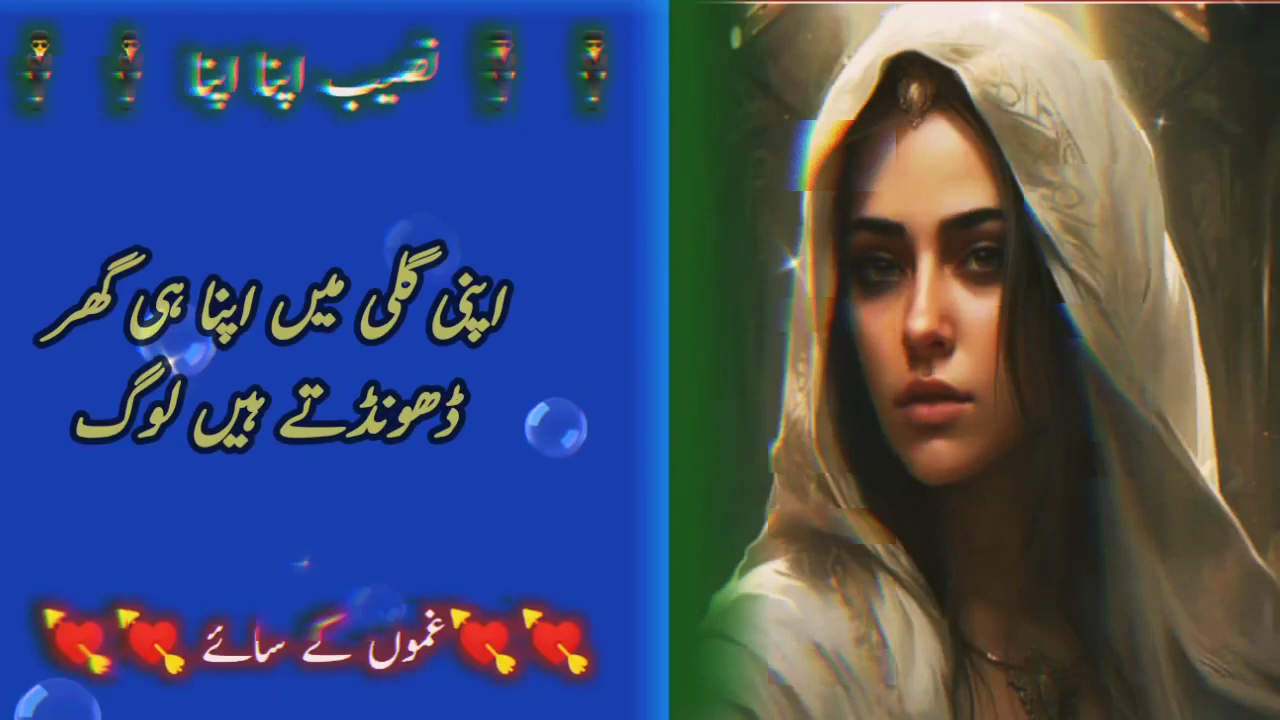 نصیب اپنا اپنا
اپنی گلی میں اپنا ہی گھر
ڈھونڈتے ہیں لوگ
غموں کے سائے